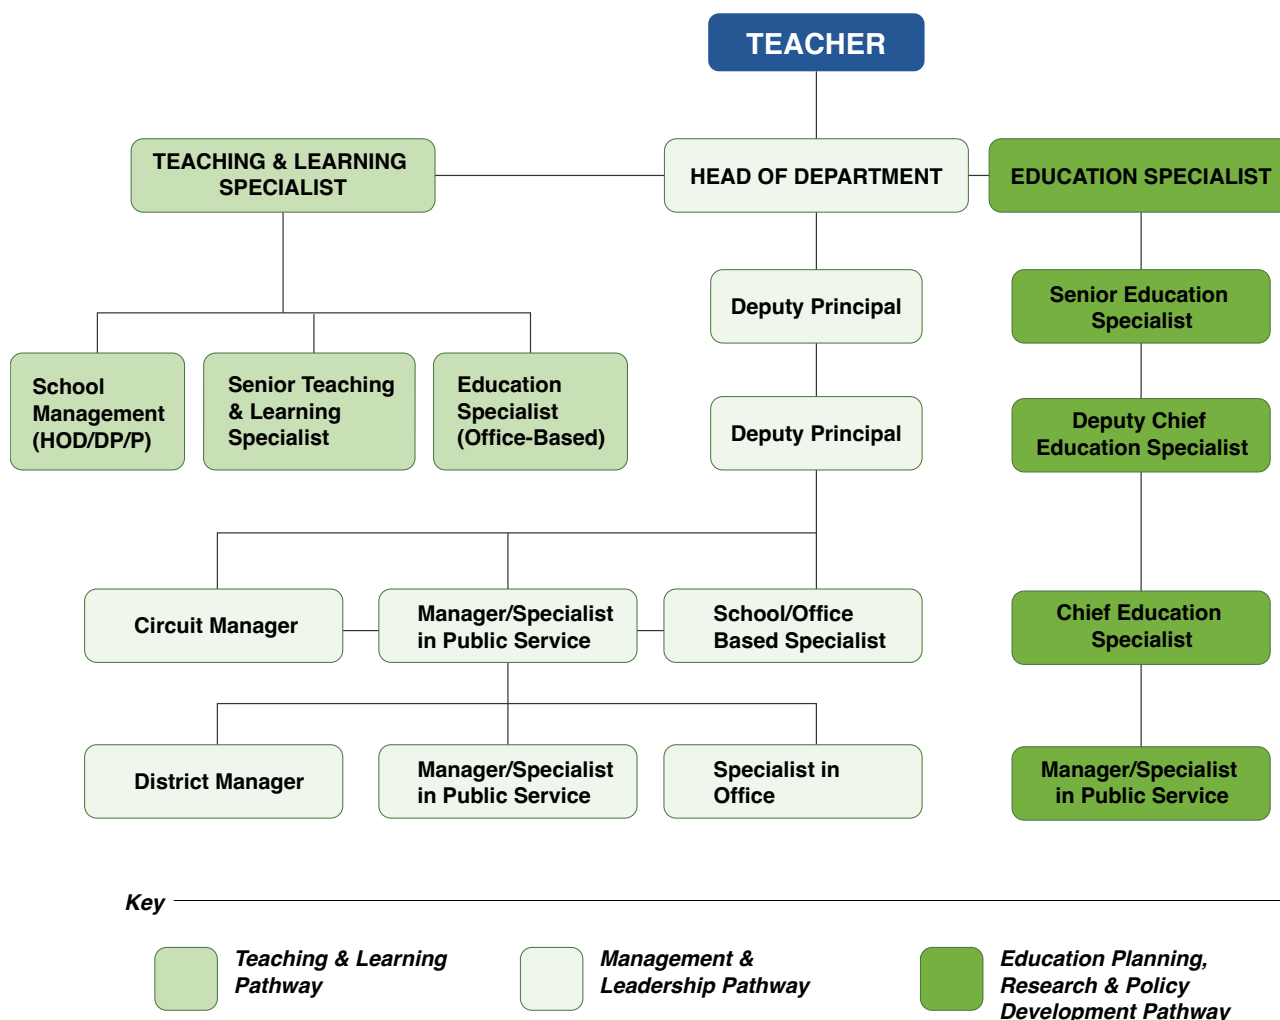 TEACHER
TEACHING & LEARNING
SPECIALIST
HEAD OF DEPARTMENT
EDUCATION SPECIALIST
Deputy Principal
Senior Education
Specialist
School
Management
(HOD/DP/P)
Senior Teaching
& Learning
Specialist
Education
Specialist
(Office-Based)
Deputy Principal
Deputy Chief
Education Specialist
Circuit Manager
Manager/Specialist
in Public Service
School/Office
Based Specialist
Chief Education
Specialist
District Manager
Manager/Specialist
in Public Service
Specialist in
Office
Manager/Specialist
in Public Service
Key
Teaching & Learning
Pathway
Management &
Leadership Pathway
Education Planning,
Research & Policy
Development Pathway